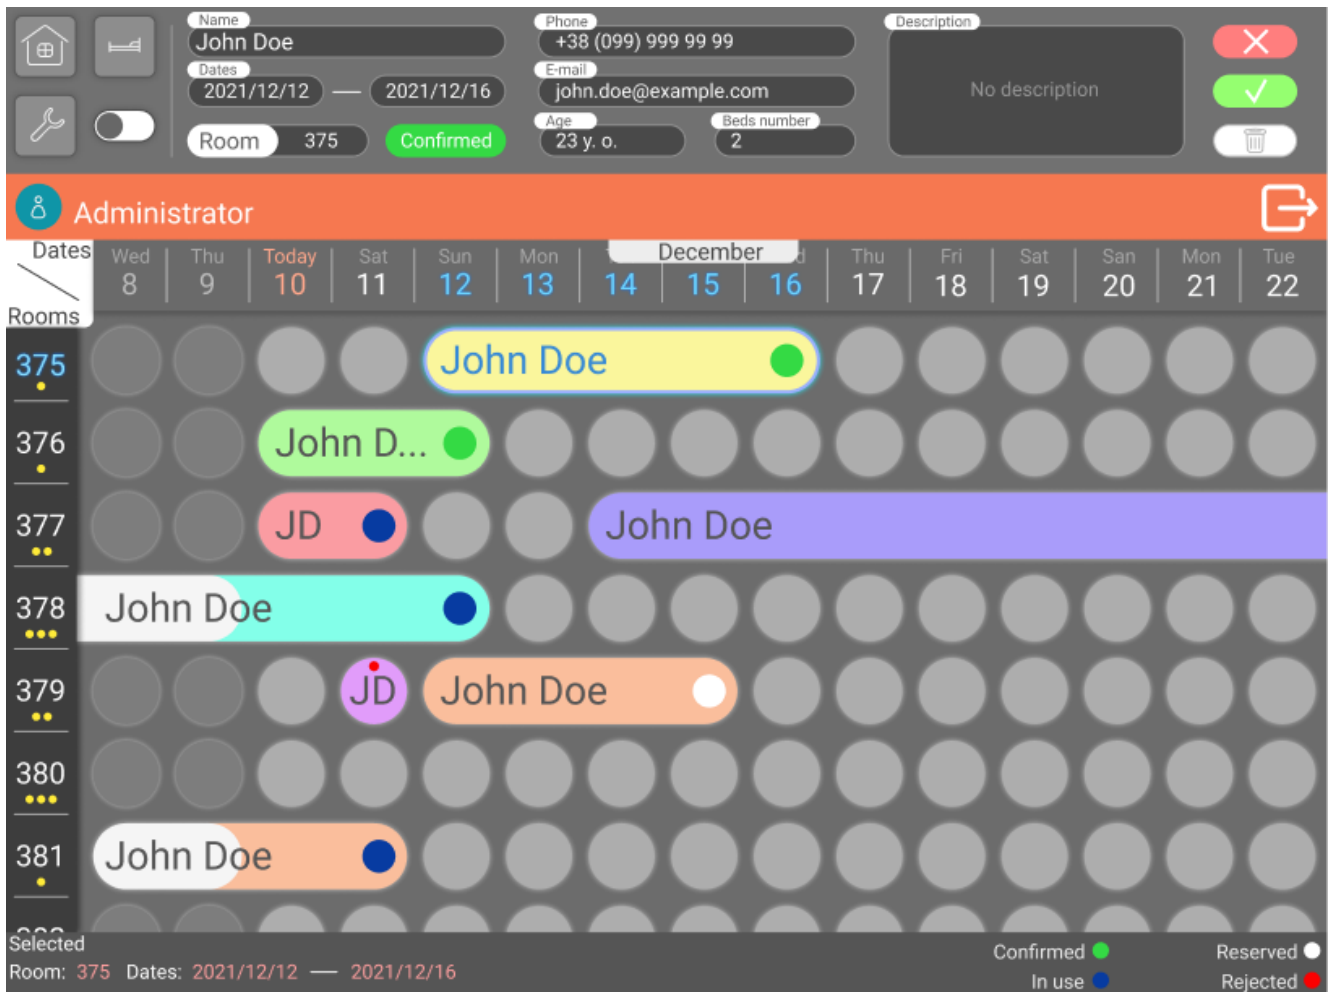 Name
John Doe
Phone
+38 (099) 999 99 99
Description
No description
Dates
2021/12/12 — 2021/12/16
E-mail
john.doe@example.com
Room 375
Confirmed
Age
23 y. o.
Beds number
2
Administrator
Dates
Rooms
December
Wed Thu Today Sat Sun Mon Thu Fri Sat San Mon Tue
8 9 10 11 12 13 14 15 16 17 18 19 20 21 22
375 John Doe
376 John D...
377 JD John Doe
378 John Doe
379 JD John Doe
380
381 John Doe
Selected
Room: 375 Dates: 2021/12/12 — 2021/12/16
Confirmed Reserved
In use Rejected